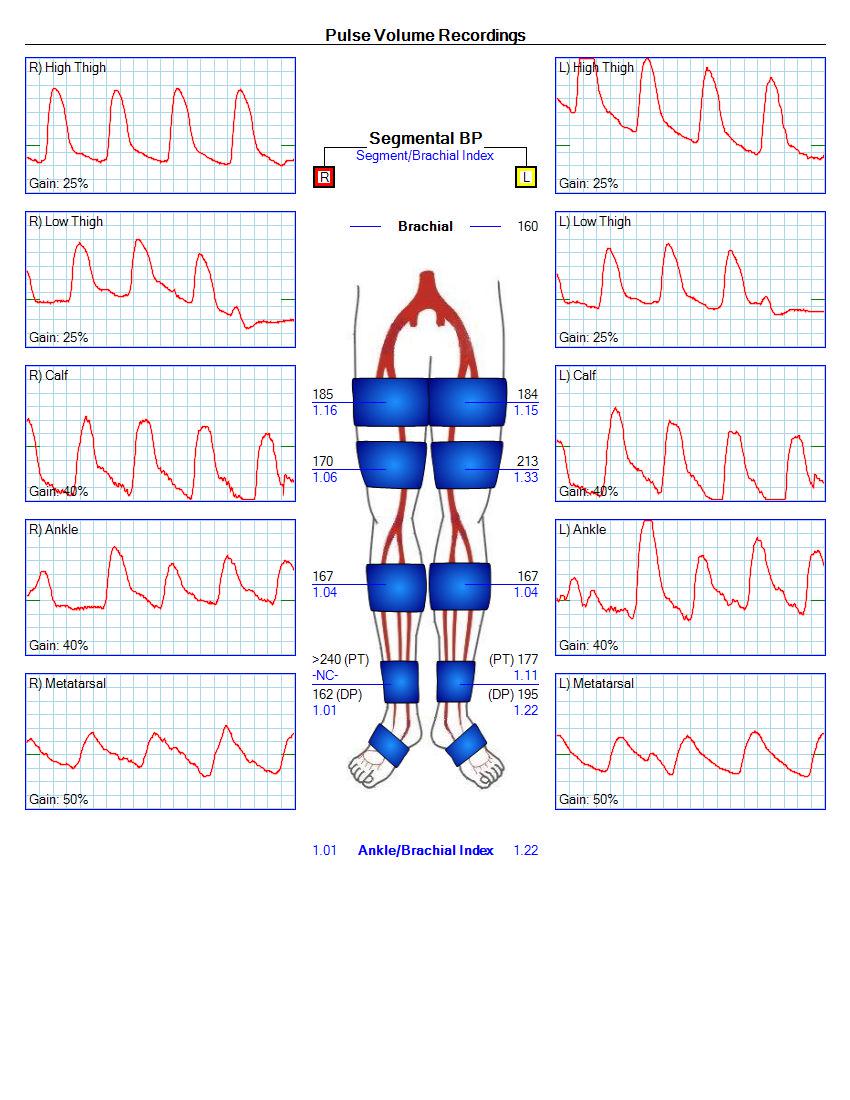 Pulse Volume Recordings
R) High Thigh
Gain: 25%
L) High Thigh
Gain: 25%
Segmental BP
Segment/Brachial Index
R
L
Brachial 160
R) Low Thigh
Gain: 25%
L) Low Thigh
Gain: 25%
185 184
1.16 1.15
R) Calf
Gain: 40%
L) Calf
Gain: 40%
170 213
1.06 1.33
R) Ankle
Gain: 40%
L) Ankle
Gain: 40%
167 167
1.04 1.04
>240 (PT) (PT) 177
-NC- 1.11
162 (DP) (DP) 195
1.01 1.22
R) Metatarsal
Gain: 50%
L) Metatarsal
Gain: 50%
1.01 Ankle/Brachial Index 1.22